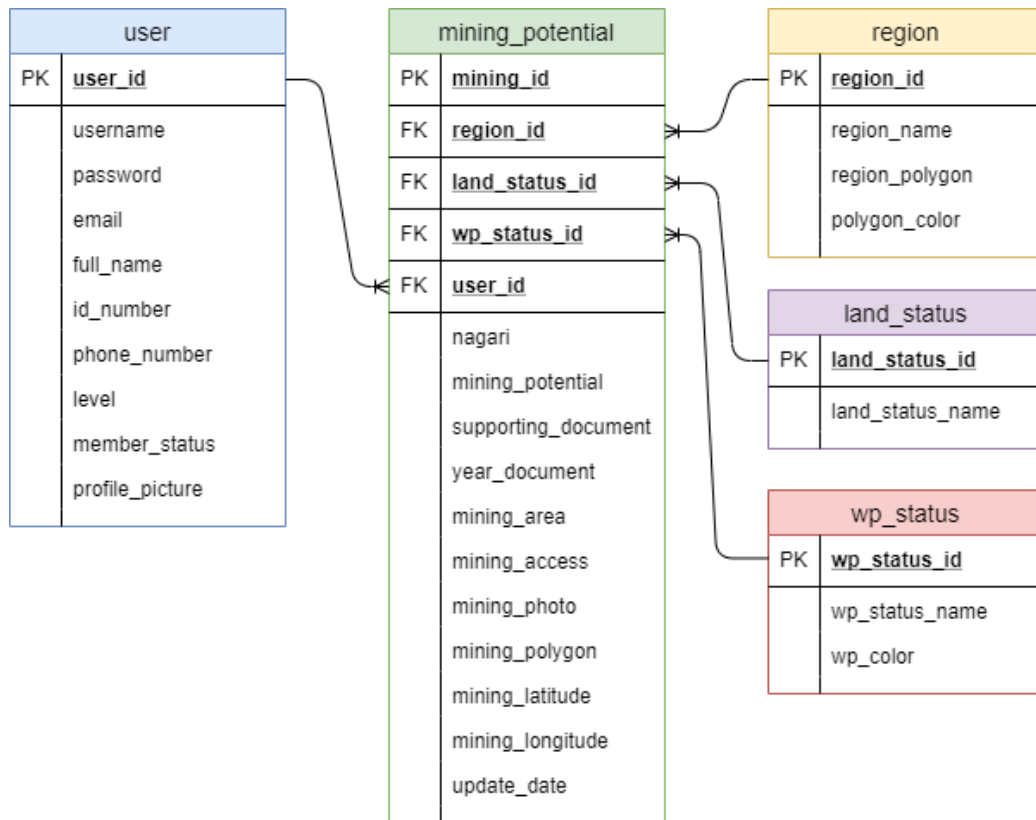 user
PK user_id
username
password
email
full_name
id_number
phone_number
level
member_status
profile_picture
mining_potential
PK mining_id
FK region_id
FK land_status_id
FK wp_status_id
FK user_id
nagari
mining_potential
supporting_document
year_document
mining_area
mining_access
mining_photo
mining_polygon
mining_latitude
mining_longitude
update_date
region
PK region_id
region_name
region_polygon
polygon_color
land_status
PK land_status_id
land_status_name
wp_status
PK wp_status_id
wp_status_name
wp_color